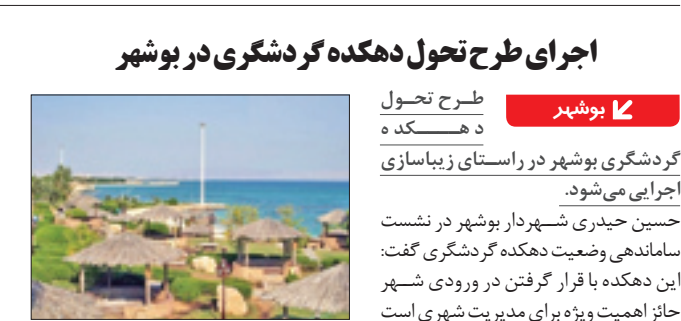 اجرای طرح تحول دهکده گردشگری در بوشهر
بوشهر
طرح تحول
دهکده
گردشگری بوشهر در راستای زیباسازی
اجرایی می‌شود.
حسین حیدری شهردار بوشهر در نشست
ساماندهی وضعیت دهکده گردشگری گفت:
این دهکده با قرار گرفتن در ورودی شهر
حائز اهمیت ویژه برای مدیریت شهری است